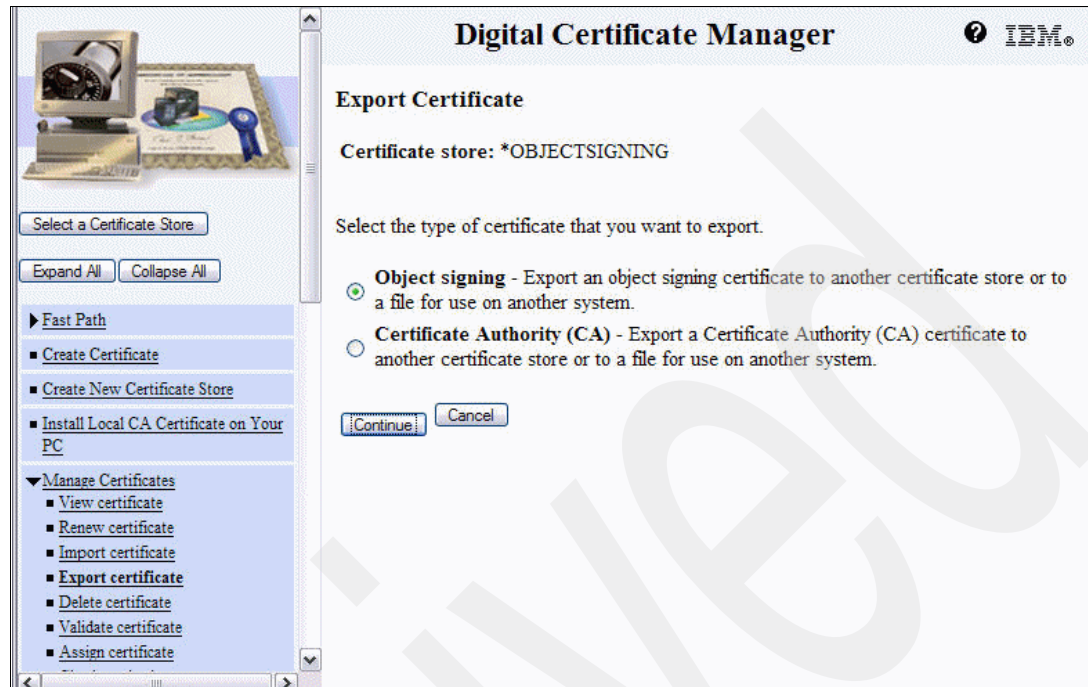 Digital Certificate Manager
IBM®
Export Certificate
Certificate store: *OBJECTSIGNING
Select the type of certificate that you want to export.
Object signing - Export an object signing certificate to another certificate store or to
a file for use on another system.
Certificate Authority (CA) - Export a Certificate Authority (CA) certificate to
another certificate store or to a file for use on another system.
Continue
Cancel
Select a Certificate Store
Expand All
Collapse All
Fast Path
Create Certificate
Create New Certificate Store
Install Local CA Certificate on Your
PC
Manage Certificates
View certificate
Renew certificate
Import certificate
Export certificate
Delete certificate
Validate certificate
Assign certificate